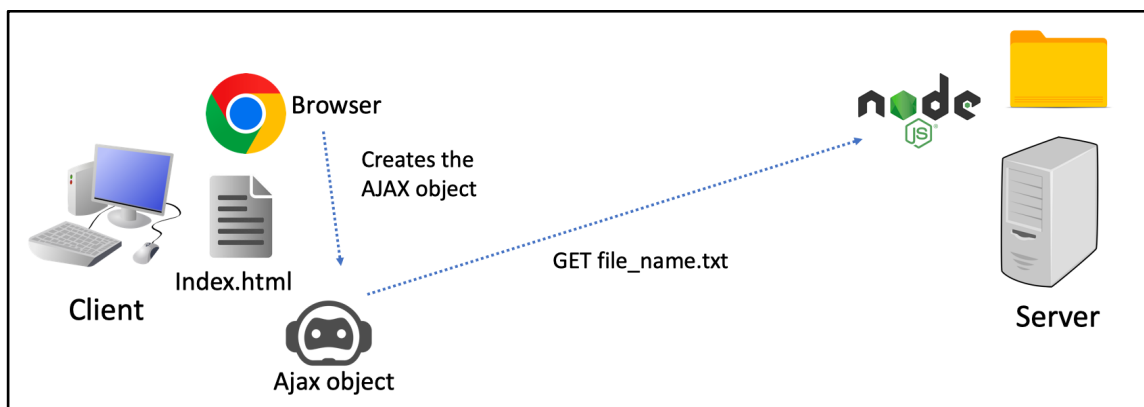 Browser
node
JS
Creates the
AJAX object
GET file_name.txt
Index.html
Client
Server
Ajax object